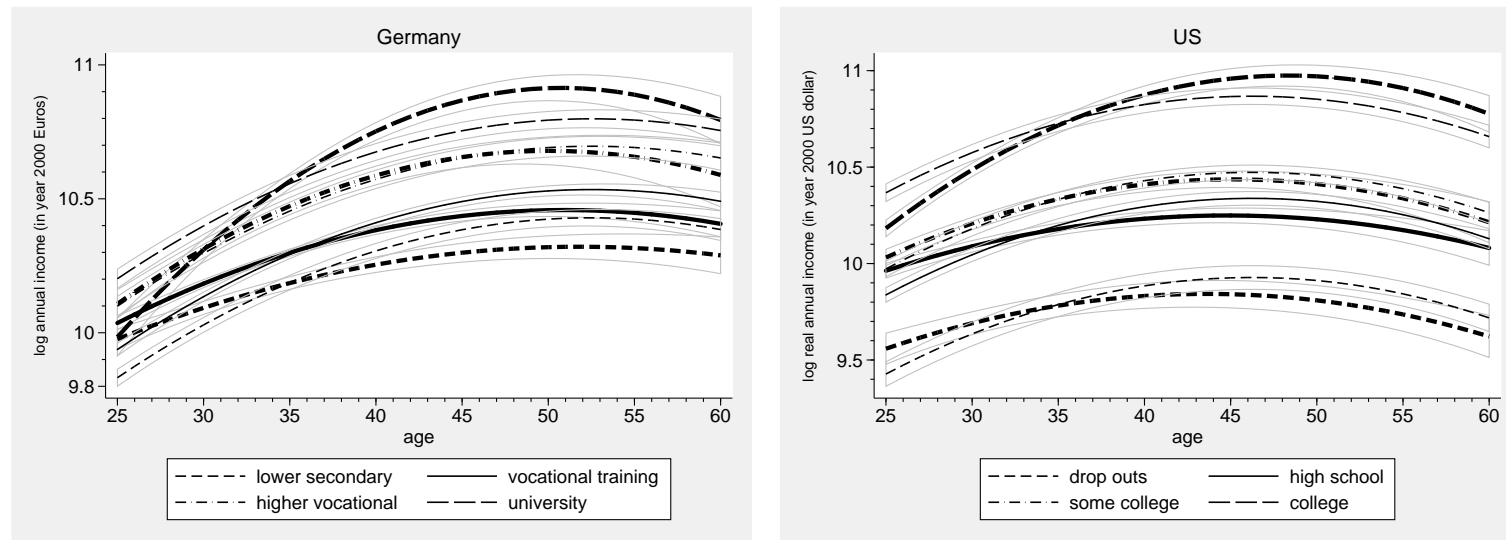 Germany
log annual income (in year 2000 Euros)
11
10.5
10
9.8
25 30 35 40 45 50 55 60
age
lower secondary vocational training
higher vocational university
US
log real annual income (in year 2000 US dollar)
11
10.5
10
9.5
25 30 35 40 45 50 55 60
age
drop outs high school
some college college